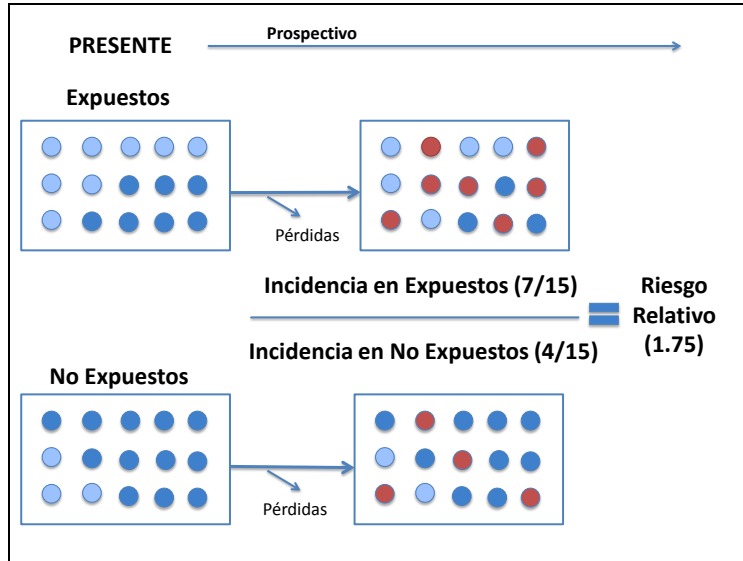 PRESENTE
Prospectivo
Expuestos
Pérdidas
Incidencia en Expuestos (7/15)
Incidencia en No Expuestos (4/15)
Riesgo
Relativo
(1.75)
No Expuestos
Pérdidas